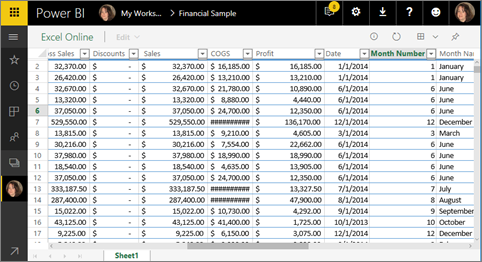 Power BI My Works... > Financial Sample 6 ?
Excel Online Edit
ss Sales Discounts Sales COGS Profit Date Month Number Month Nar
2 32,370.00 $ - $ 32,370.00 $ 16,185.00 $ 16,185.00 1/1/2014 1 January
3 26,420.00 $ - $ 26,420.00 $ 13,210.00 $ 13,210.00 1/1/2014 1 January
4 32,670.00 $ - $ 32,670.00 $ 21,780.00 $ 10,890.00 6/1/2014 6 June
5 13,320.00 $ - $ 13,320.00 $ 8,880.00 $ 4,440.00 6/1/2014 6 June
6 37,050.00 $ - $ 37,050.00 $ 24,700.00 $ 12,350.00 6/1/2014 6 June
7 529,550.00 $ - $ 529,550.00 ########## $ 136,170.00 12/1/2014 12 December
8 13,815.00 $ - $ 13,815.00 $ 9,210.00 $ 4,605.00 3/1/2014 3 March
9 30,216.00 $ - $ 30,216.00 $ 7,554.00 $ 22,662.00 6/1/2014 6 June
10 37,980.00 $ - $ 37,980.00 $ 18,990.00 $ 18,990.00 6/1/2014 6 June
11 18,540.00 $ - $ 18,540.00 $ 4,635.00 $ 13,905.00 6/1/2014 6 June
12 37,050.00 $ - $ 37,050.00 $ 24,700.00 $ 12,350.00 6/1/2014 6 June
13 333,187.50 $ - $ 333,187.50 ########## $ 13,327.50 7/1/2014 7 July
14 287,400.00 $ - $ 287,400.00 ########## $ 47,900.00 8/1/2014 8 August
15 15,022.00 $ - $ 15,022.00 $ 10,730.00 $ 4,292.00 9/1/2014 9 September
16 43,125.00 $ - $ 43,125.00 $ 41,400.00 $ 1,725.00 10/1/2013 10 October
17 9,225.00 $ - $ 9,225.00 $ 6,150.00 $ 3,075.00 12/1/2014 12 December
Sheet1